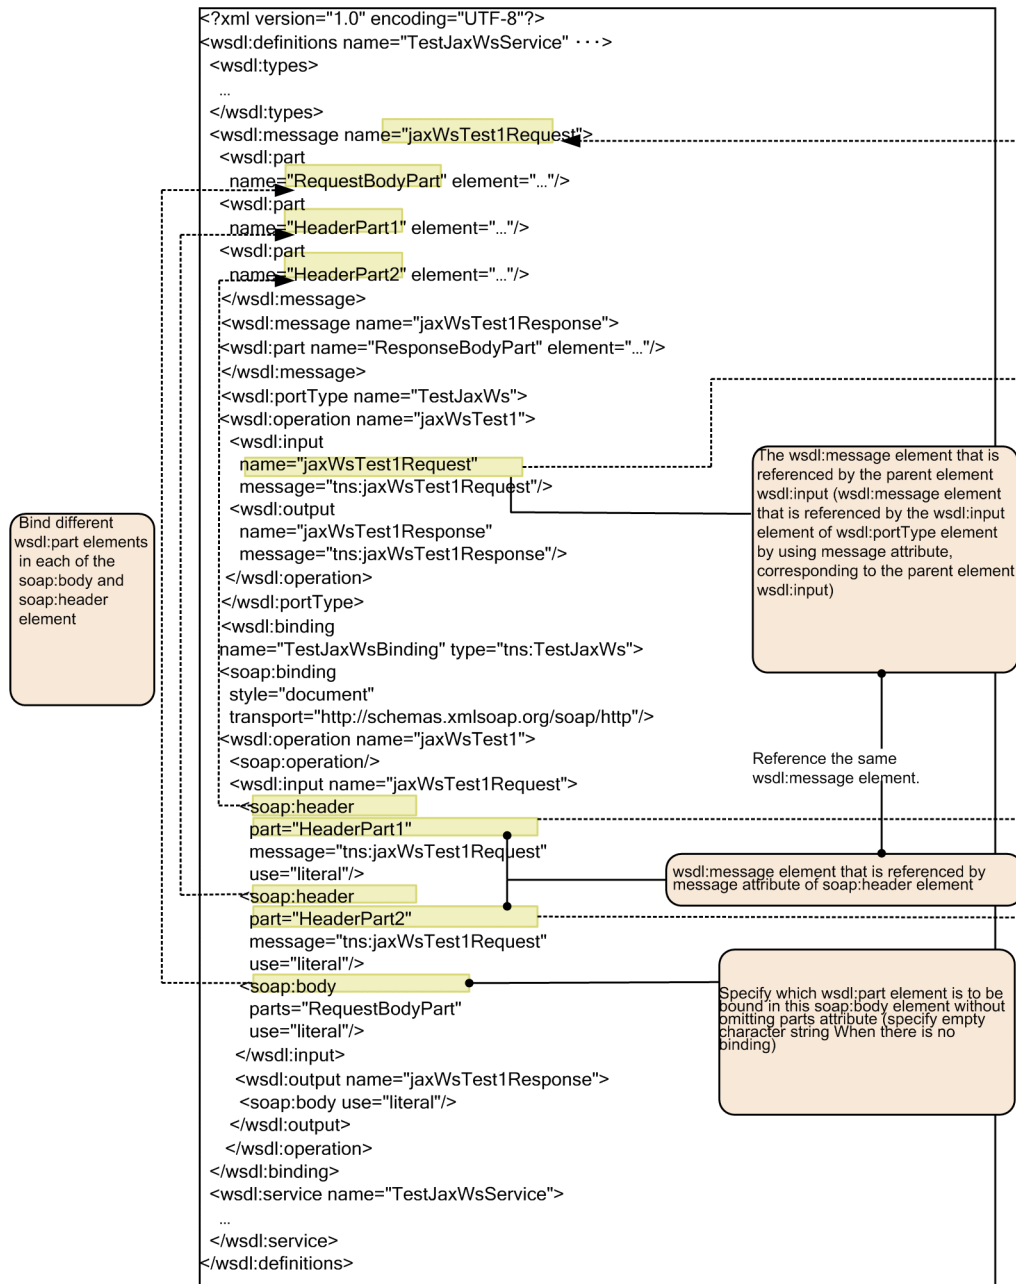 <?xml version="1.0" encoding="UTF-8"?>
<wsdl:definitions name="TestJaxWsService" ･･･>
<wsdl:types>
...
</wsdl:types>
<wsdl:message name="jaxWsTest1Request">
<wsdl:part
name="RequestBodyPart" element="..."/>
<wsdl:part
name="HeaderPart1" element="..."/>
<wsdl:part
name="HeaderPart2" element="..."/>
</wsdl:message>
<wsdl:message name="jaxWsTest1Response">
<wsdl:part name="ResponseBodyPart" element="..."/>
</wsdl:message>
<wsdl:portType name="TestJaxWs">
<wsdl:operation name="jaxWsTest1">
<wsdl:input
name="jaxWsTest1Request"
message="tns:jaxWsTest1Request"/>
<wsdl:output
name="jaxWsTest1Response"
message="tns:jaxWsTest1Response"/>
</wsdl:operation>
</wsdl:portType>
<wsdl:binding
name="TestJaxWsBinding" type="tns:TestJaxWs">
<soap:binding
style="document"
transport="http://schemas.xmlsoap.org/soap/http"/>
<wsdl:operation name="jaxWsTest1">
<soap:operation/>
<wsdl:input name="jaxWsTest1Request">
<soap:header
part="HeaderPart1"
message="tns:jaxWsTest1Request"
use="literal"/>
<soap:header
part="HeaderPart2"
message="tns:jaxWsTest1Request"
use="literal"/>
<soap:body
parts="RequestBodyPart"
use="literal"/>
</wsdl:input>
<wsdl:output name="jaxWsTest1Response">
<soap:body use="literal"/>
</wsdl:output>
</wsdl:operation>
</wsdl:binding>
<wsdl:service name="TestJaxWsService">
...
</wsdl:service>
</wsdl:definitions>
Bind different
wsdl:part elements
in each of the
soap:body and
soap:header
element
The wsdl:message element that is
referenced by the parent element
wsdl:input (wsdl:message element
that is referenced by the wsdl:input
element of wsdl:portType element
by using message attribute,
corresponding to the parent element
wsdl:input)
Reference the same
wsdl:message element.
wsdl:message element that is referenced by
message attribute of soap:header element
Specify which wsdl:part element is to be
bound in this soap:body element without
omitting parts attribute (specify empty
character string When there is no
binding)